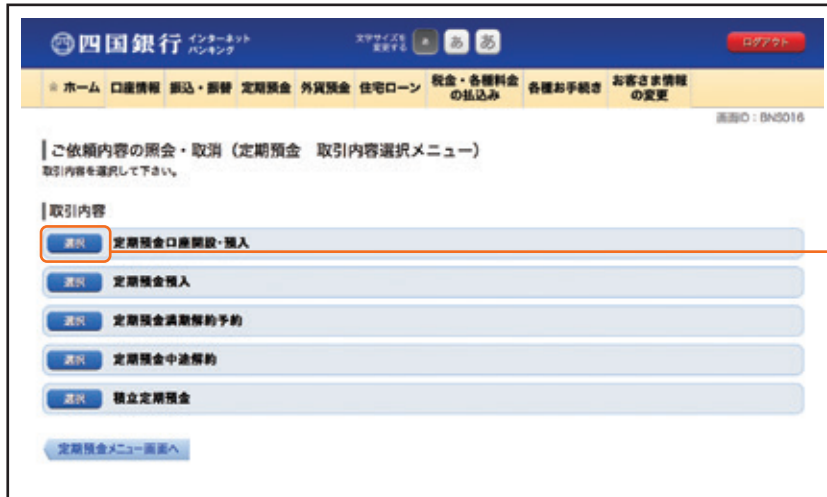 四国銀行 インターネット バンキング
文字サイズを変更する あ あ あ
ログアウト
ホーム 口座情報 振込・振替 定期預金 外貨預金 住宅ローン 税金・各種料金の払込み 各種お手続き お客さま情報の変更
画面ID：BNS016
ご依頼内容の照会・取消（定期預金　取引内容選択メニュー）
取引内容を選択して下さい。
取引内容
選択 定期預金口座開設・預入
選択 定期預金預入
選択 定期預金満期解約予約
選択 定期預金中途解約
選択 積立定期預金
定期預金メニュー画面へ